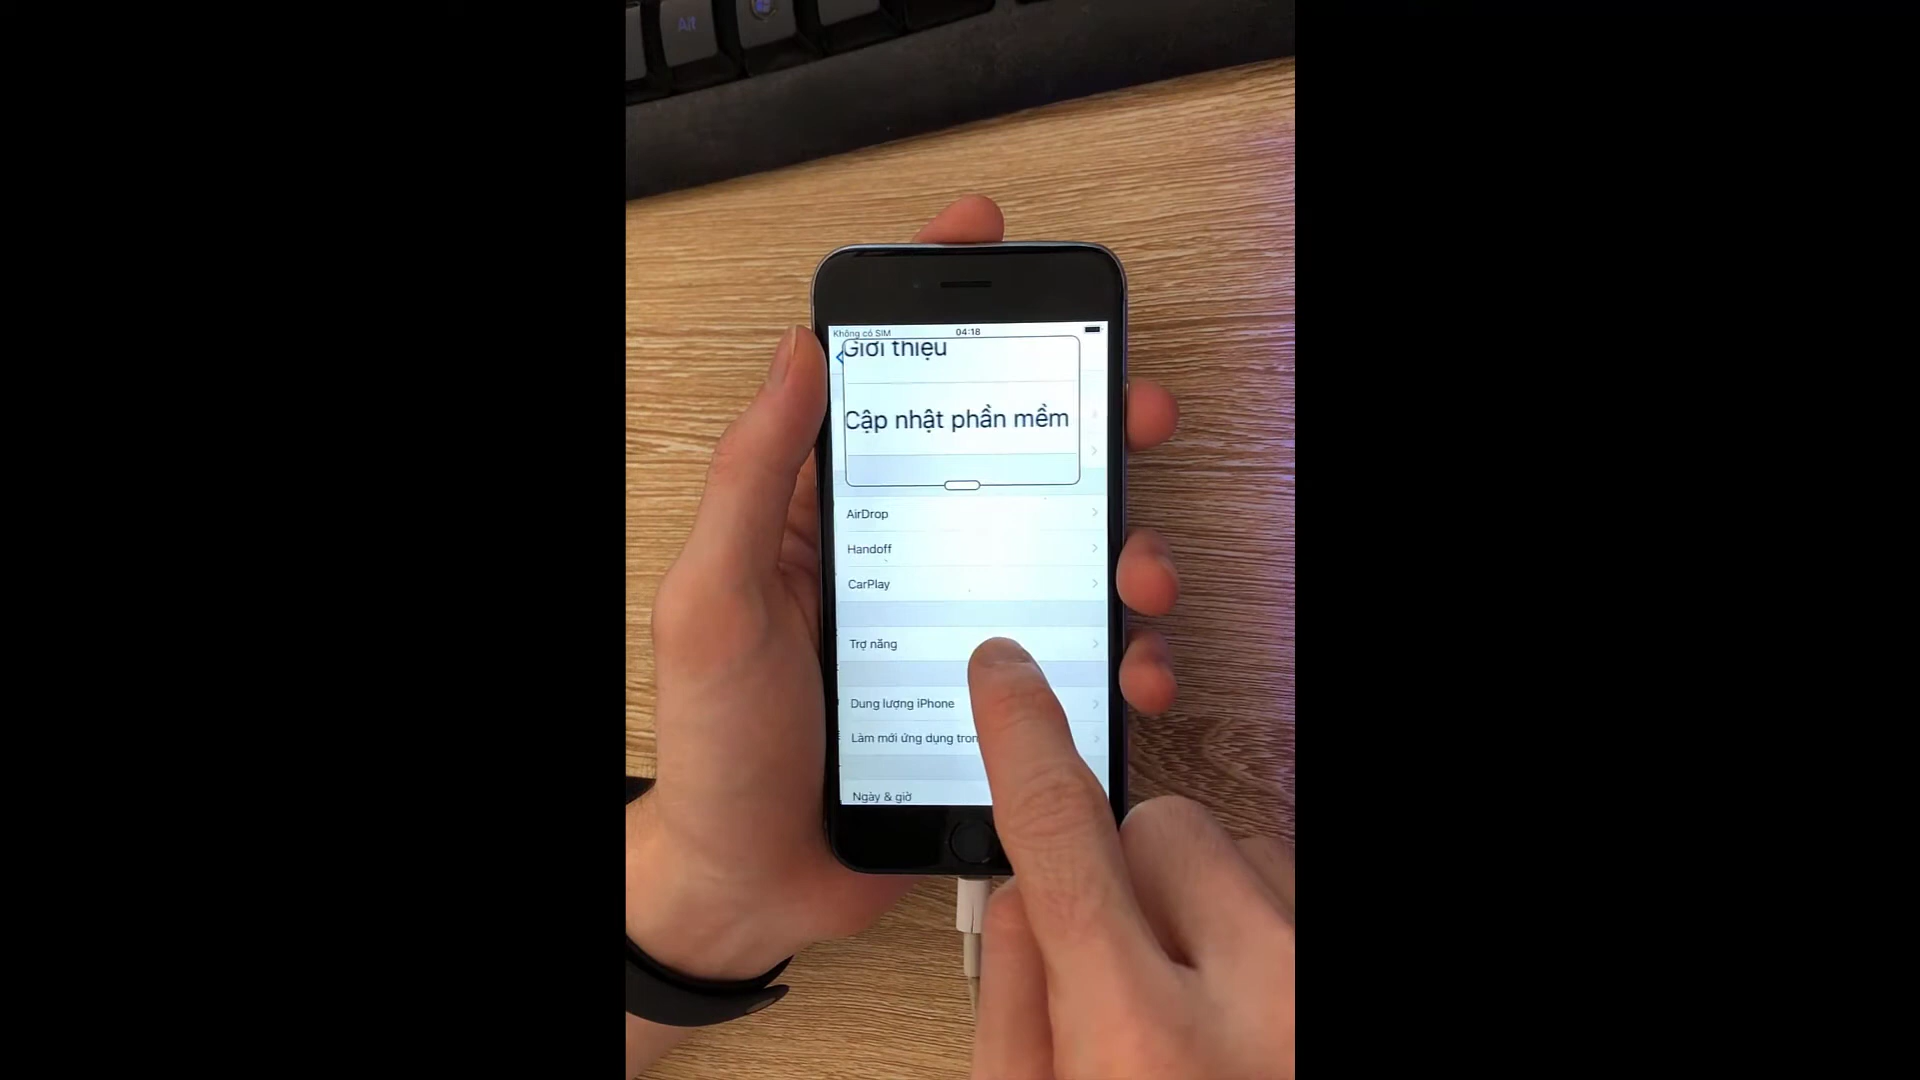 Alt
Không có SIM 04:18
Giới thiệu
Cập nhật phần mềm
AirDrop
Handoff
CarPlay
Trợ năng
Dung lượng iPhone
Làm mới ứng dụng tron
Ngày & giờ